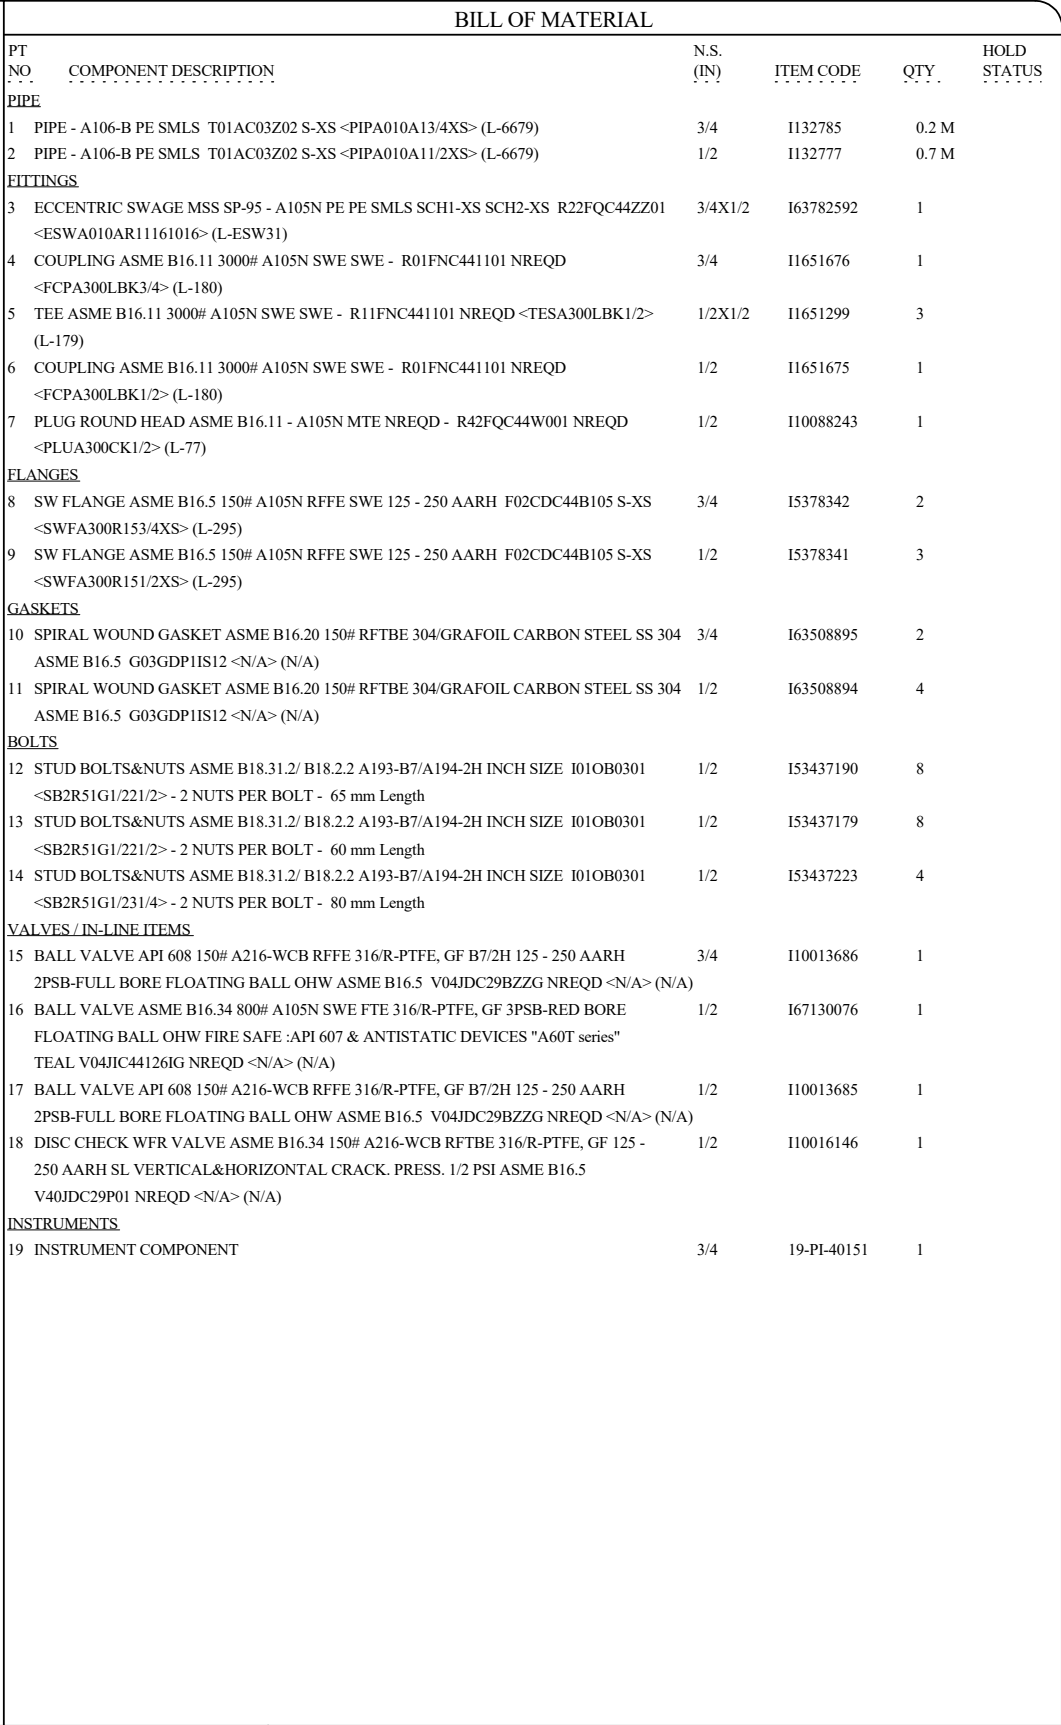 BILL OF MATERIAL
PT N.S. HOLD
NO COMPONENT DESCRIPTION (IN) ITEM CODE QTY STATUS
PIPE
1 PIPE - A106-B PE SMLS T01AC03Z02 S-XS <PIPA010A13/4XS> (L-6679) 3/4 I132785 0.2 M
2 PIPE - A106-B PE SMLS T01AC03Z02 S-XS <PIPA010A11/2XS> (L-6679) 1/2 I132777 0.7 M
FITTINGS
3 ECCENTRIC SWAGE MSS SP-95 - A105N PE PE SMLS SCH1-XS SCH2-XS R22FQC44ZZ01 3/4X1/2 I63782592 1
<ESWA010AR11161016> (L-ESW31)
4 COUPLING ASME B16.11 3000# A105N SWE SWE - R01FNC441101 NREQD 3/4 I1651676 1
<FCPA300LBK3/4> (L-180)
5 TEE ASME B16.11 3000# A105N SWE SWE - R11FNC441101 NREQD <TESA300LBK1/2> 1/2X1/2 I1651299 3
(L-179)
6 COUPLING ASME B16.11 3000# A105N SWE SWE - R01FNC441101 NREQD 1/2 I1651675 1
<FCPA300LBK1/2> (L-180)
7 PLUG ROUND HEAD ASME B16.11 - A105N MTE NREQD - R42FQC44W001 NREQD 1/2 I10088243 1
<PLUA300CK1/2> (L-77)
FLANGES
8 SW FLANGE ASME B16.5 150# A105N RFFE SWE 125 - 250 AARH F02CDC44B105 S-XS 3/4 I5378342 2
<SWFA300R153/4XS> (L-295)
9 SW FLANGE ASME B16.5 150# A105N RFFE SWE 125 - 250 AARH F02CDC44B105 S-XS 1/2 I5378341 3
<SWFA300R151/2XS> (L-295)
GASKETS
10 SPIRAL WOUND GASKET ASME B16.20 150# RFTBE 304/GRAFOIL CARBON STEEL SS 304 3/4 I63508895 2
ASME B16.5 G03GDP1IS12 <N/A> (N/A)
11 SPIRAL WOUND GASKET ASME B16.20 150# RFTBE 304/GRAFOIL CARBON STEEL SS 304 1/2 I63508894 4
ASME B16.5 G03GDP1IS12 <N/A> (N/A)
BOLTS
12 STUD BOLTS&NUTS ASME B18.31.2/ B18.2.2 A193-B7/A194-2H INCH SIZE I01OB0301 1/2 I53437190 8
<SB2R51G1/221/2> - 2 NUTS PER BOLT - 65 mm Length
13 STUD BOLTS&NUTS ASME B18.31.2/ B18.2.2 A193-B7/A194-2H INCH SIZE I01OB0301 1/2 I53437179 8
<SB2R51G1/221/2> - 2 NUTS PER BOLT - 60 mm Length
14 STUD BOLTS&NUTS ASME B18.31.2/ B18.2.2 A193-B7/A194-2H INCH SIZE I01OB0301 1/2 I53437223 4
<SB2R51G1/231/4> - 2 NUTS PER BOLT - 80 mm Length
VALVES / IN-LINE ITEMS
15 BALL VALVE API 608 150# A216-WCB RFFE 316/R-PTFE, GF B7/2H 125 - 250 AARH 3/4 I10013686 1
2PSB-FULL BORE FLOATING BALL OHW ASME B16.5 V04JDC29BZZG NREQD <N/A> (N/A)
16 BALL VALVE ASME B16.34 800# A105N SWE FTE 316/R-PTFE, GF 3PSB-RED BORE 1/2 I67130076 1
FLOATING BALL OHW FIRE SAFE :API 607 & ANTISTATIC DEVICES "A60T series"
TEAL V04JIC44126IG NREQD <N/A> (N/A)
17 BALL VALVE API 608 150# A216-WCB RFFE 316/R-PTFE, GF B7/2H 125 - 250 AARH 1/2 I10013685 1
2PSB-FULL BORE FLOATING BALL OHW ASME B16.5 V04JDC29BZZG NREQD <N/A> (N/A)
18 DISC CHECK WFR VALVE ASME B16.34 150# A216-WCB RFTBE 316/R-PTFE, GF 125 - 1/2 I10016146 1
250 AARH SL VERTICAL&HORIZONTAL CRACK. PRESS. 1/2 PSI ASME B16.5
V40JDC29P01 NREQD <N/A> (N/A)
INSTRUMENTS
19 INSTRUMENT COMPONENT 3/4 19-PI-40151 1